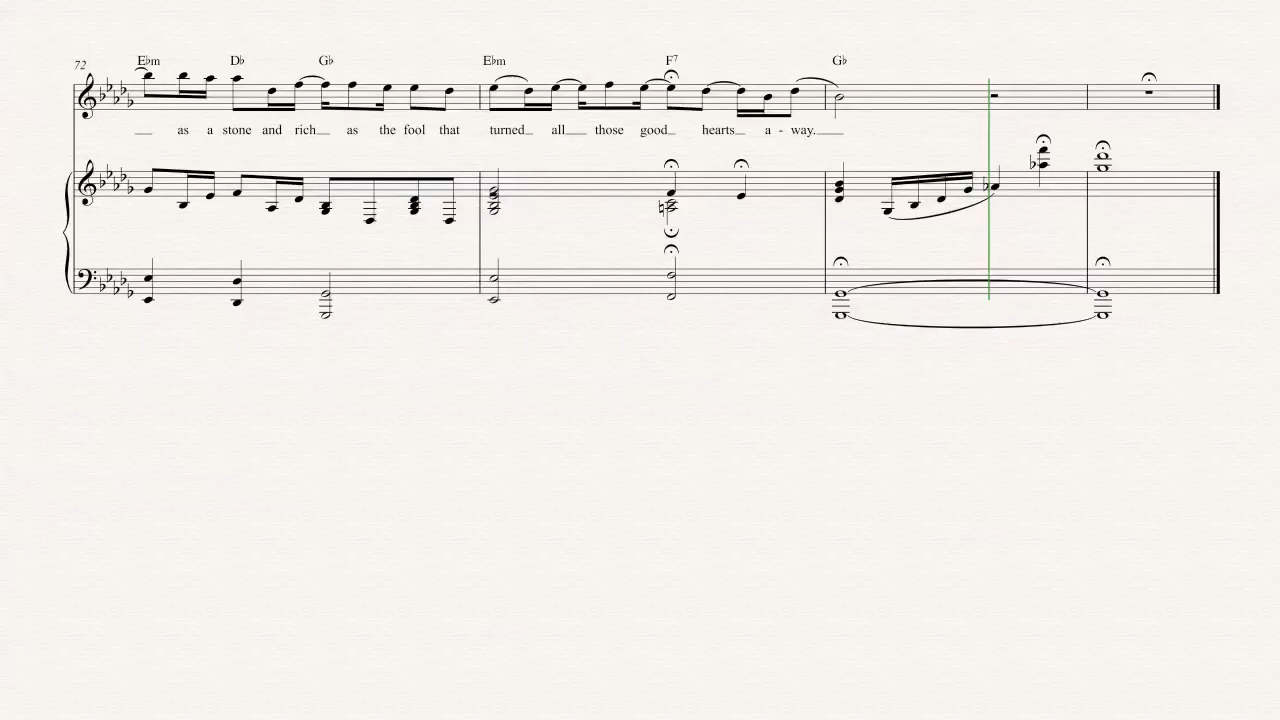 72
E♭m D♭ G♭ E♭m F7 G♭
as a stone and rich as the fool that turned all those good hearts a - way.